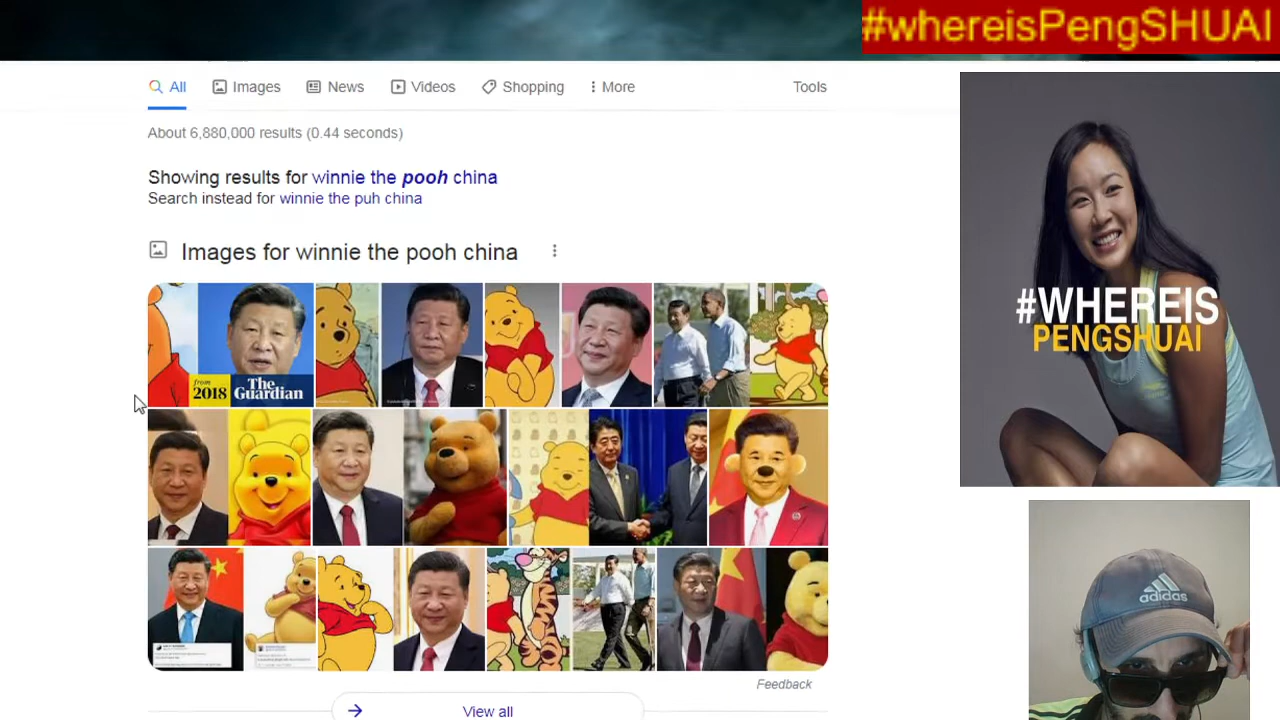 #whereisPengSHUAI
All Images News Videos Shopping More Tools
About 6,880,000 results (0.44 seconds)
Showing results for winnie the pooh china
Search instead for winnie the puh china
Images for winnie the pooh china
#WHEREIS
PENGSHUAI
from
2018
The
Guardian
adidas
Feedback
View all